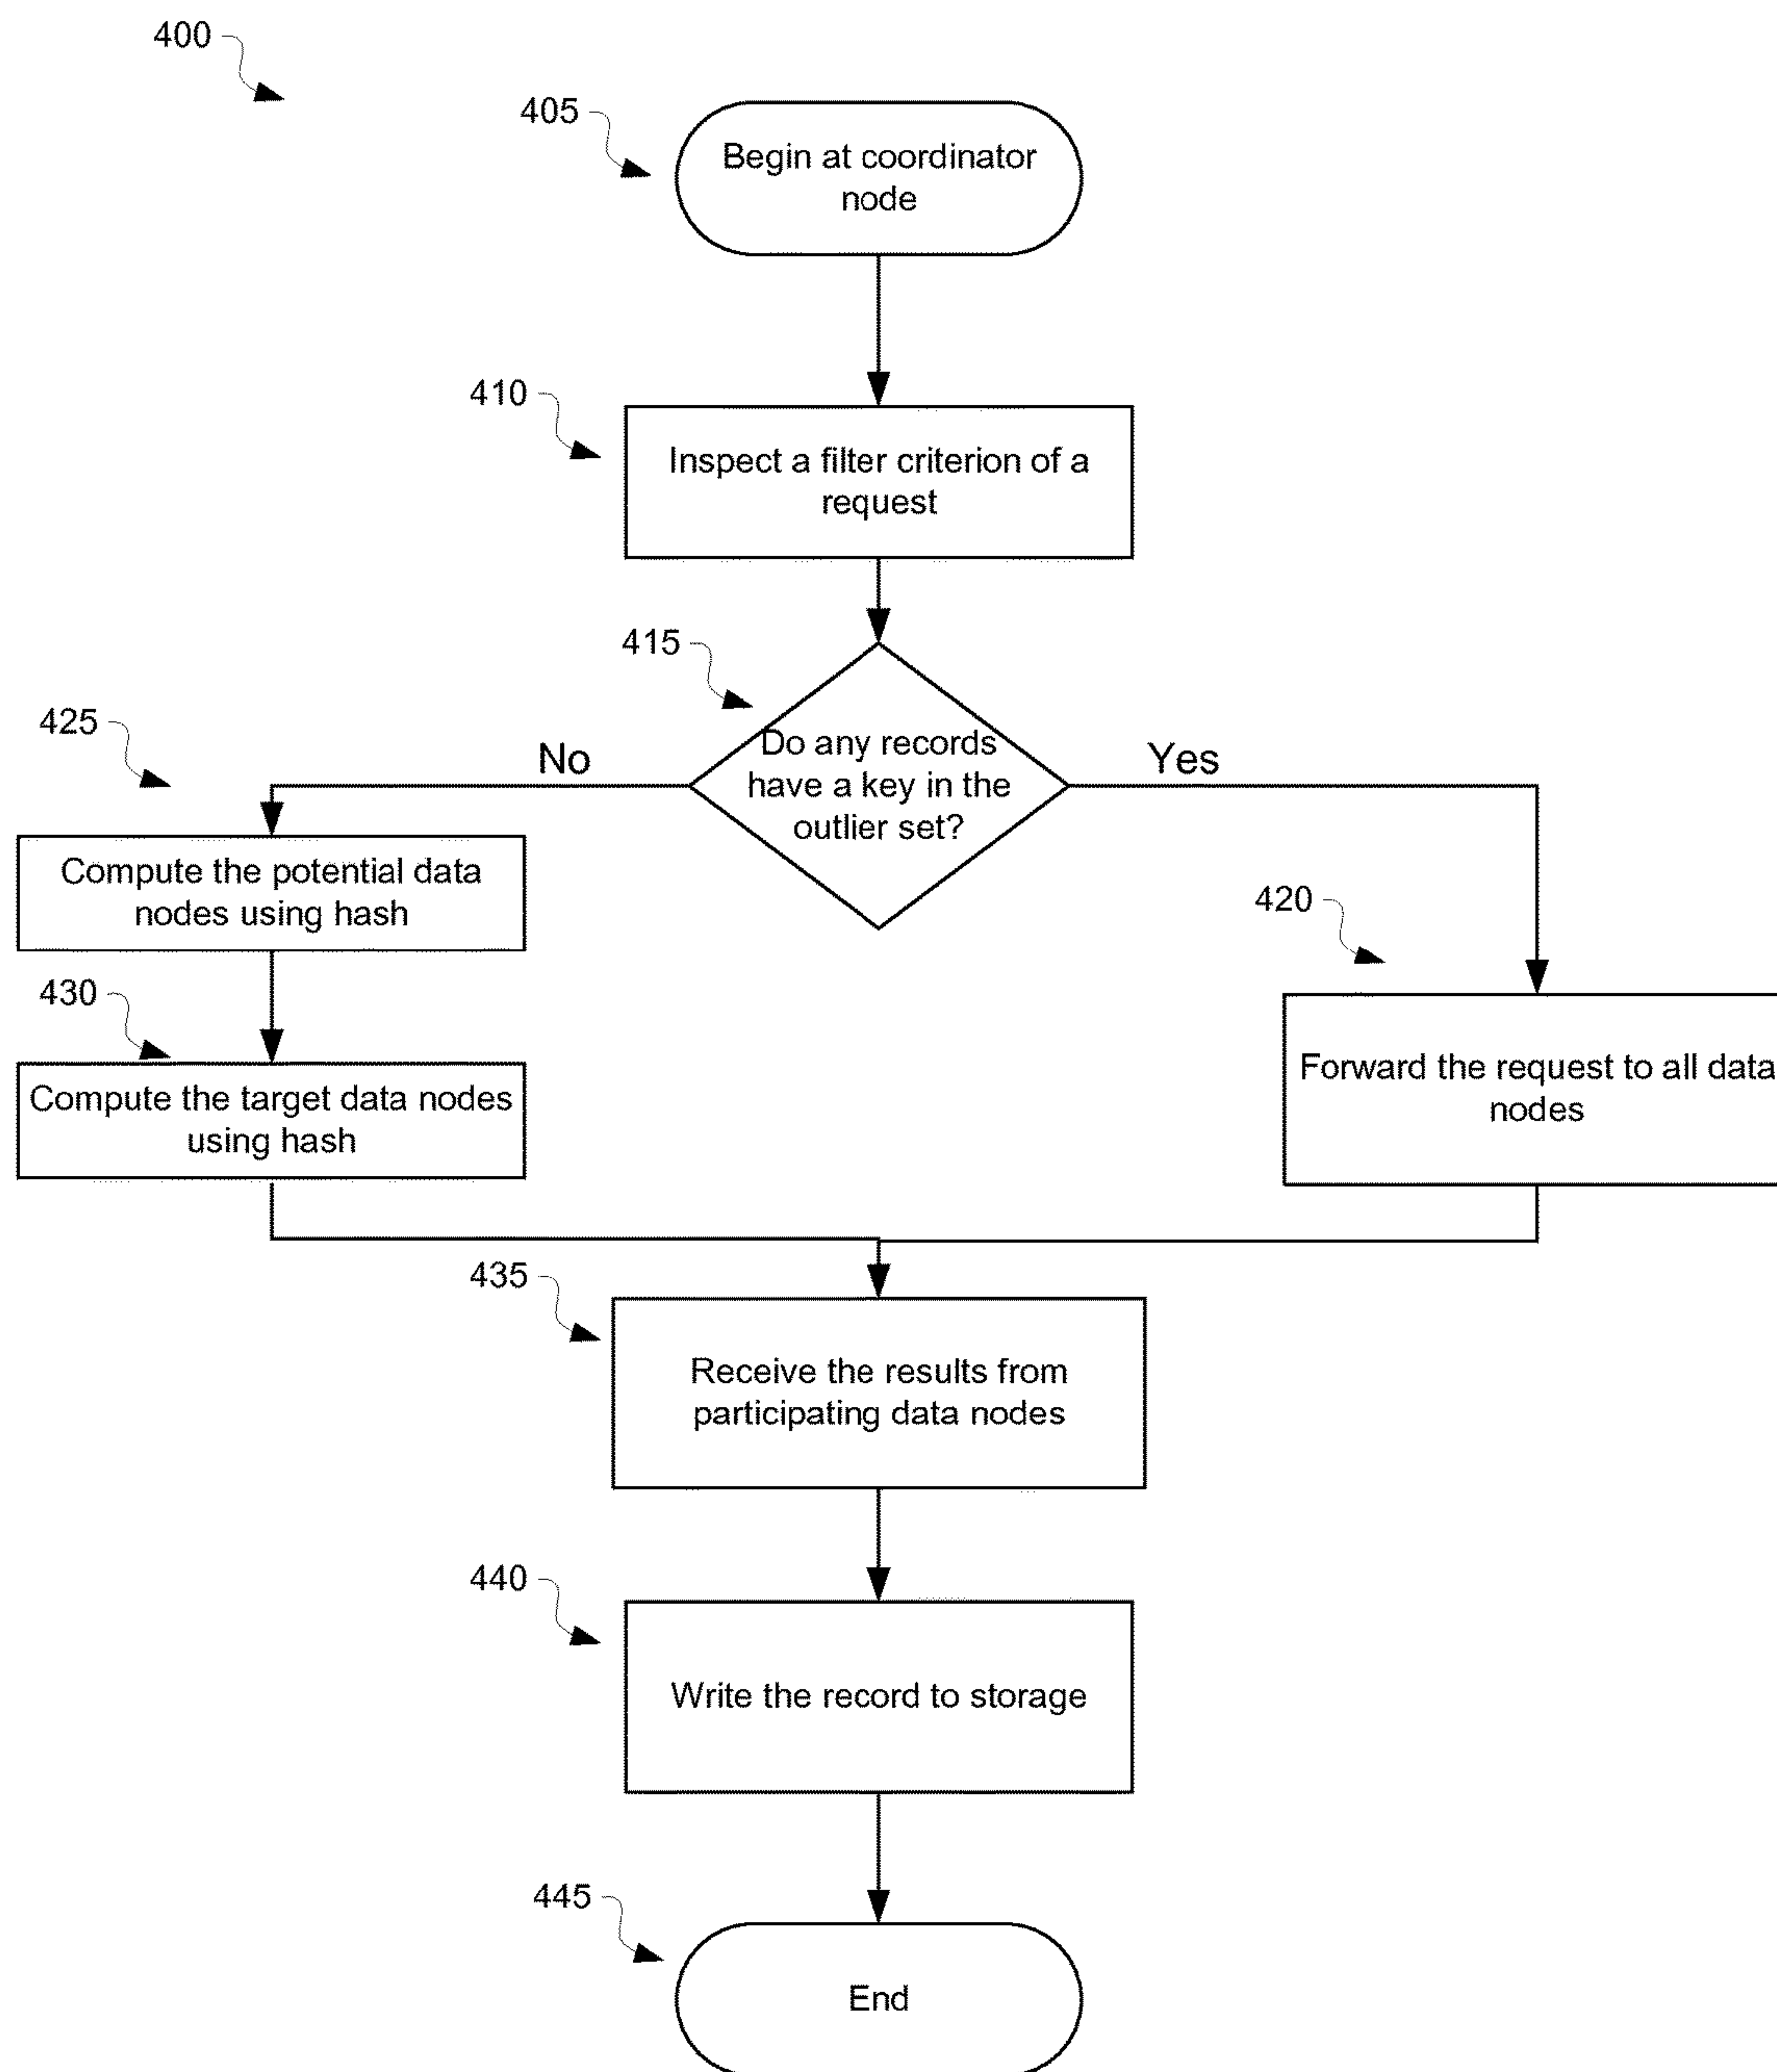 400
405
Begin at coordinator
node
410
Inspect a filter criterion of a
request
415
Do any records
have a key in the
outlier set?
No
Yes
425
Compute the potential data
nodes using hash
420
Forward the request to all data
nodes
430
Compute the target data nodes
using hash
435
Receive the results from
participating data nodes
440
Write the record to storage
445
End